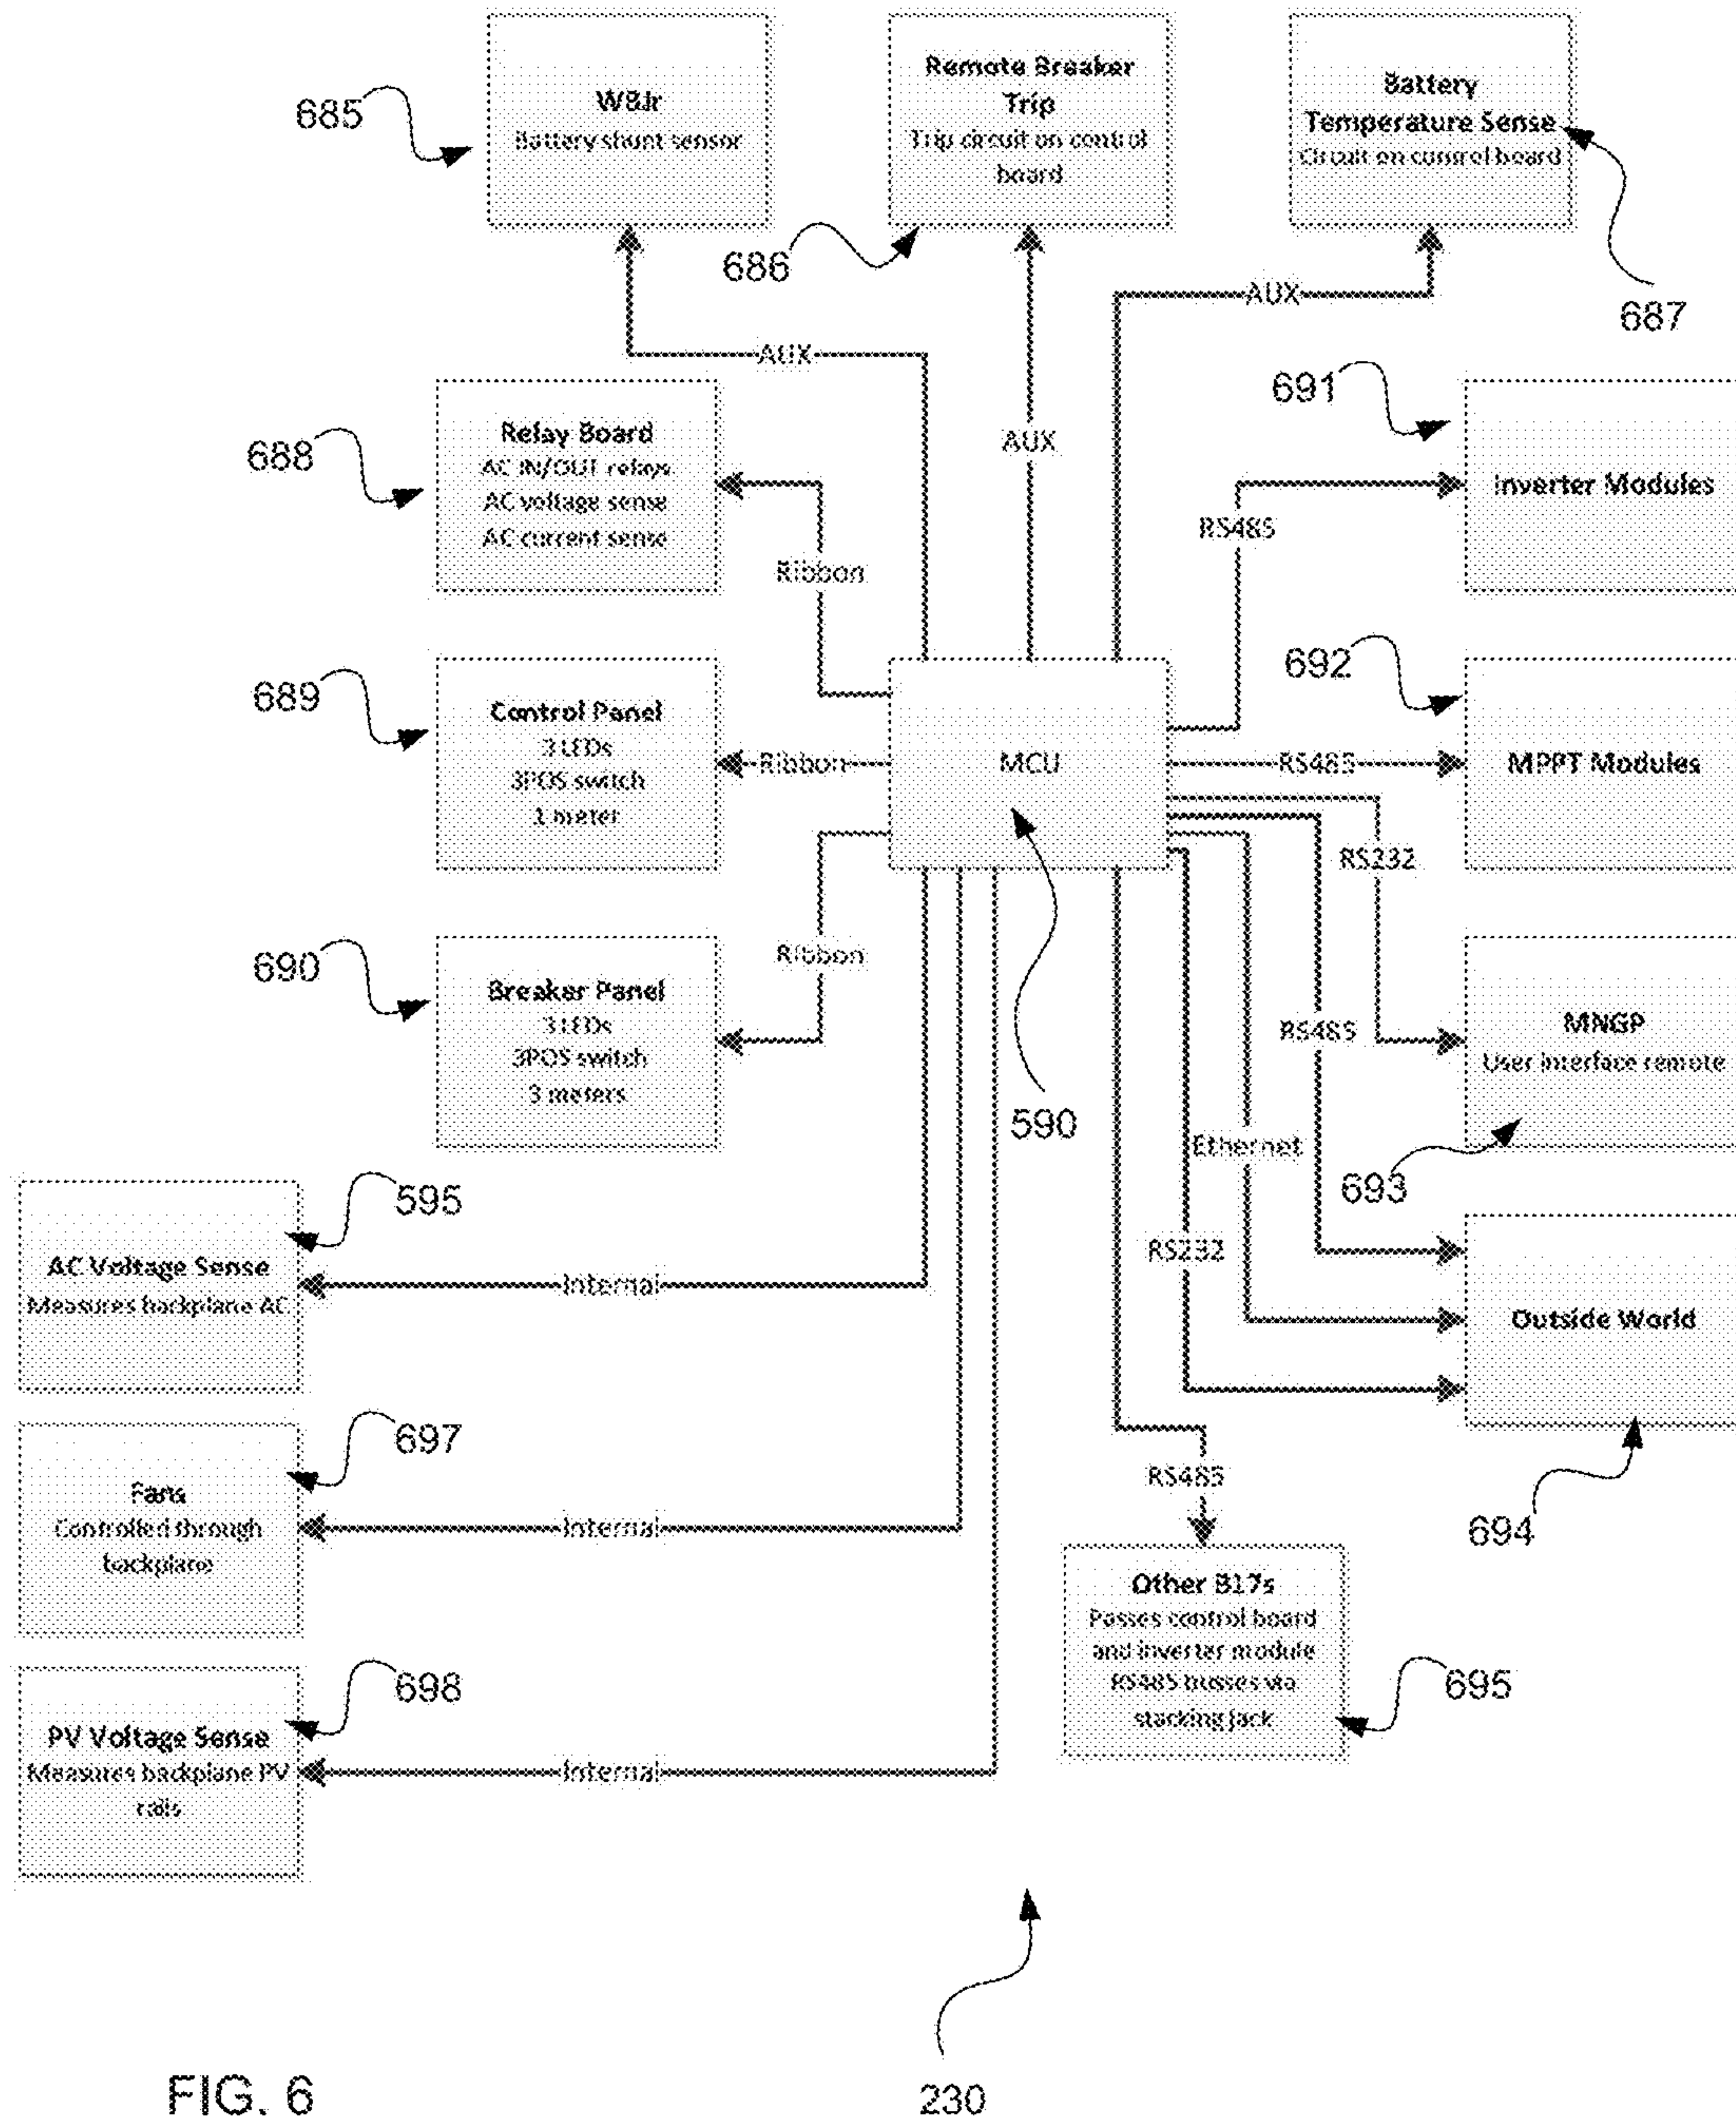 685
WBJr
Battery shunt sensor
Remote Breaker
Trip
Trip circuit on control
board
686
Battery
Temperature Sense
Circuit on control board
687
AUX
AUX
AUX
688
Relay Board
AC IN/OUT relays
AC voltage sense
AC current sense
Ribbon
691
Inverter Modules
RS485
689
Control Panel
3 LEDs
3POS switch
1 meter
Ribbon
MCU
590
692
MPPT Modules
RS485
RS232
690
Breaker Panel
3 LEDs
3POS switch
3 meters
Ribbon
RS485
MNGP
User interface remote
693
Ethernet
RS232
Outside World
694
595
AC Voltage Sense
Measures backplane AC
Internal
697
Fans
Controlled through
backplane
Internal
RS485
Other B17s
Passes control board
and inverter module
RS485 busses via
stacking jack
695
698
PV Voltage Sense
Measures backplane PV
rails
Internal
FIG. 6
230